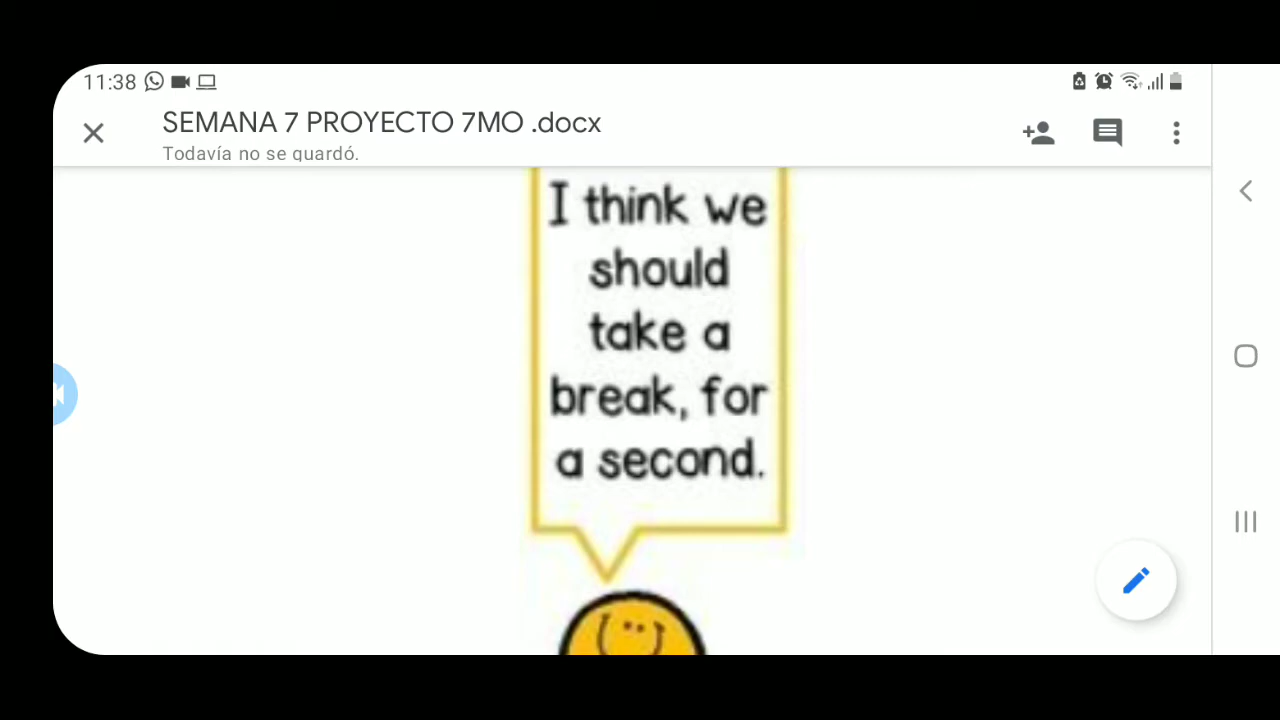 11:38
SEMANA 7 PROYECTO 7MO .docx
Todavía no se guardó.
I think we
should
take a
break, for
a second.